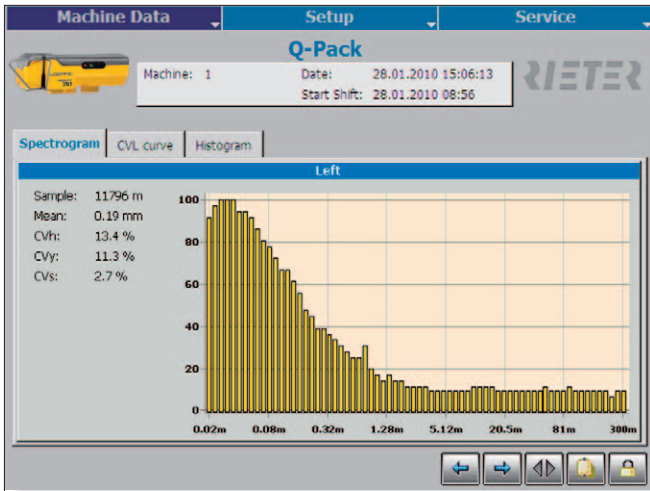 Machine Data Setup Service
Q-Pack
Machine: 1 Date: 28.01.2010 15:06:13
Start Shift: 28.01.2010 08:56
RIETER
Spectrogram CVL curve Histogram
Left
Sample: 11796 m
Mean: 0.19 mm
CVh: 13.4 %
CVy: 11.3 %
CVs: 2.7 %
100
80
60
40
20
0
0.02m 0.08m 0.32m 1.28m 5.12m 20.5m 81m 300m